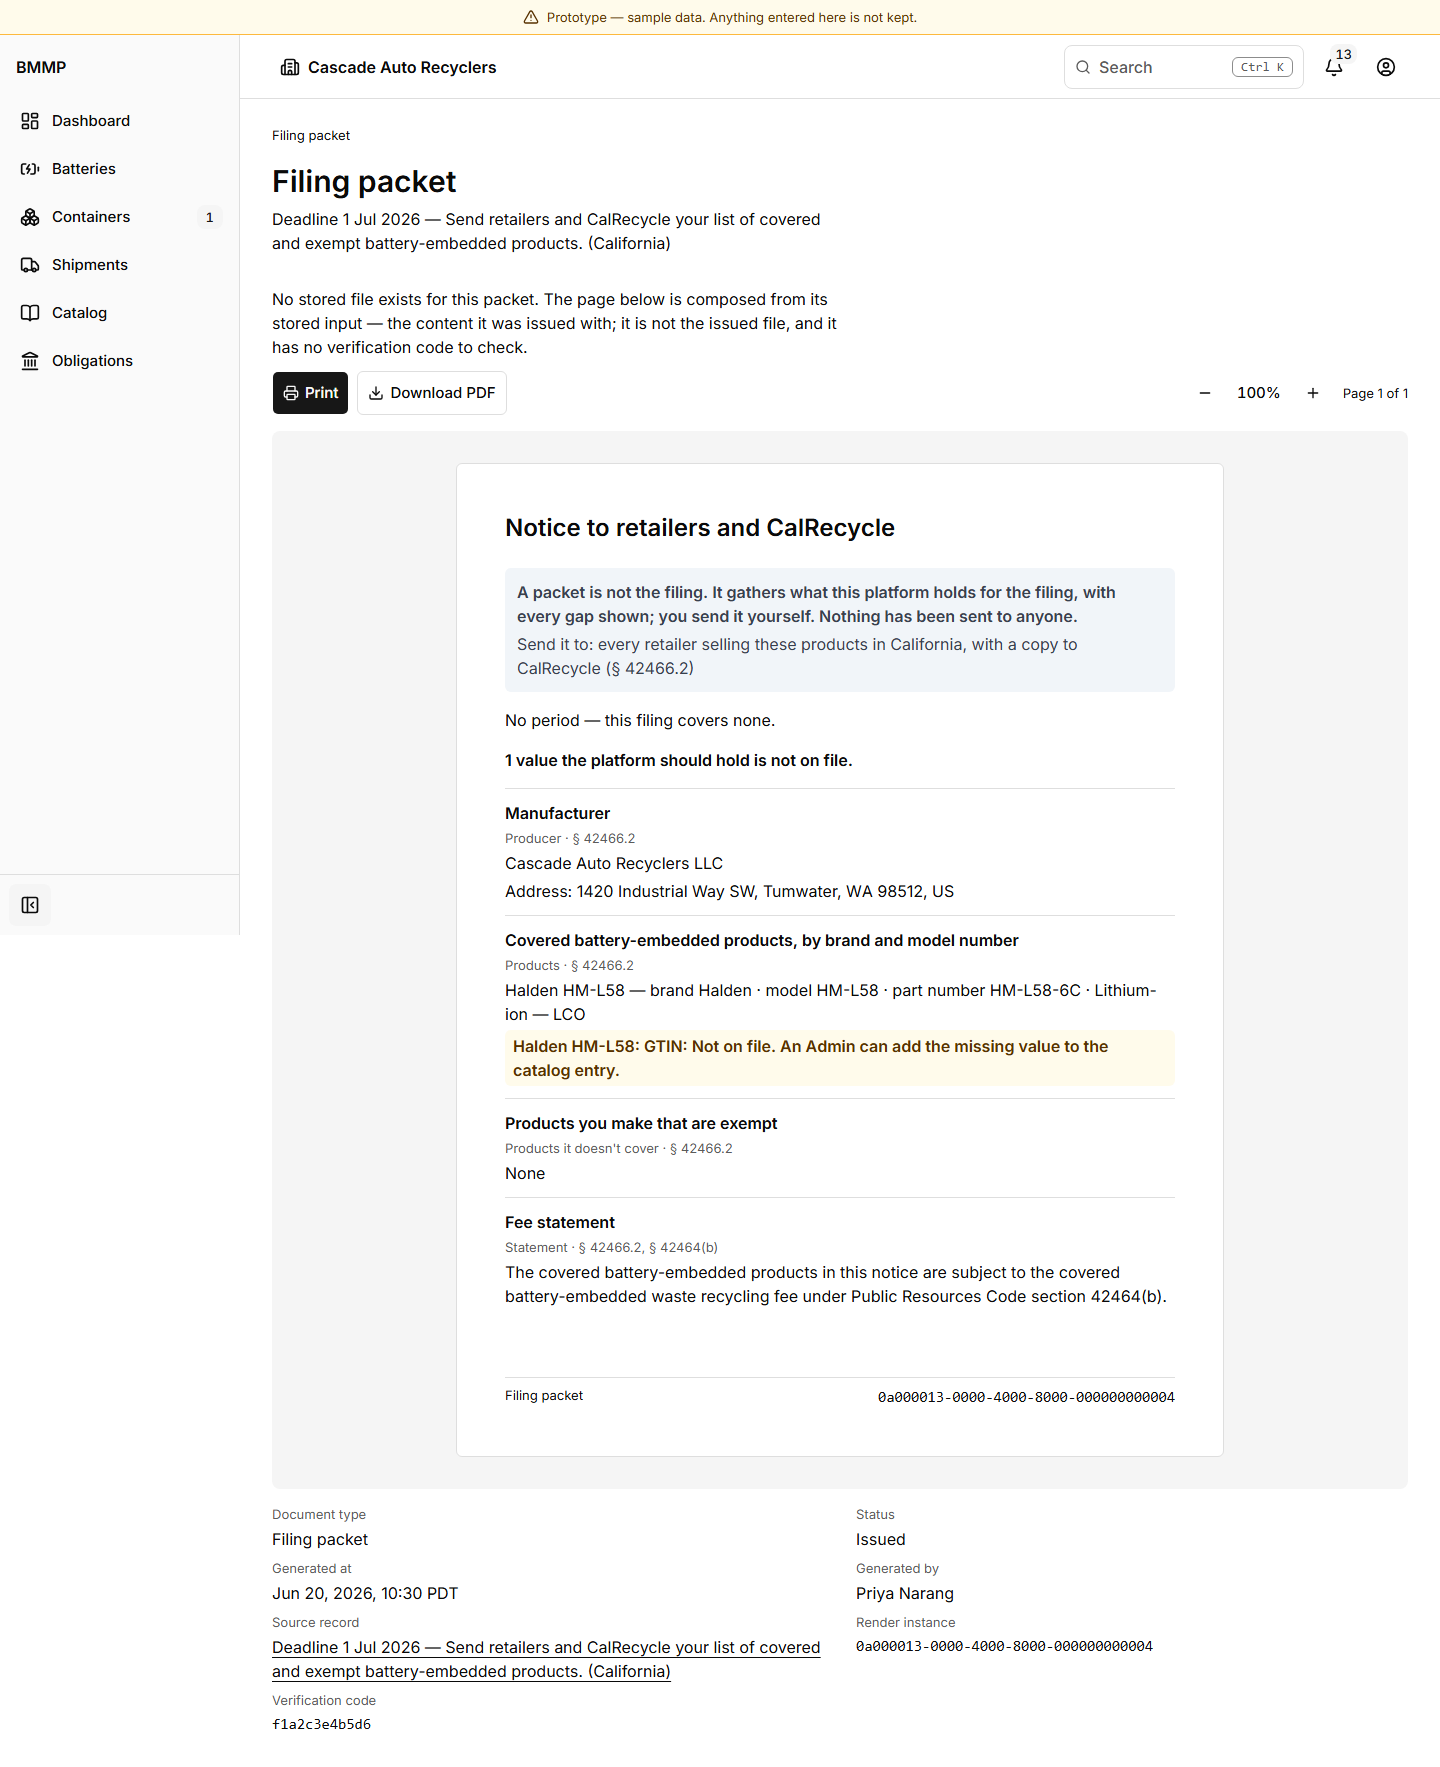 Prototype — sample data. Anything entered here is not kept.
BMMP
Cascade Auto Recyclers
Search
Ctrl K
13
Dashboard
Batteries
Containers
1
Shipments
Catalog
Obligations
Filing packet
Filing packet
Deadline 1 Jul 2026 — Send retailers and CalRecycle your list of covered
and exempt battery-embedded products. (California)
No stored file exists for this packet. The page below is composed from its
stored input — the content it was issued with; it is not the issued file, and it
has no verification code to check.
Print
Download PDF
100%
Page 1 of 1
Notice to retailers and CalRecycle
A packet is not the filing. It gathers what this platform holds for the filing, with
every gap shown; you send it yourself. Nothing has been sent to anyone.
Send it to: every retailer selling these products in California, with a copy to
CalRecycle (§ 42466.2)
No period — this filing covers none.
1 value the platform should hold is not on file.
Manufacturer
Producer · § 42466.2
Cascade Auto Recyclers LLC
Address: 1420 Industrial Way SW, Tumwater, WA 98512, US
Covered battery-embedded products, by brand and model number
Products · § 42466.2
Halden HM-L58 — brand Halden · model HM-L58 · part number HM-L58-6C · Lithium-
ion — LCO
Halden HM-L58: GTIN: Not on file. An Admin can add the missing value to the
catalog entry.
Products you make that are exempt
Products it doesn't cover · § 42466.2
None
Fee statement
Statement · § 42466.2, § 42464(b)
The covered battery-embedded products in this notice are subject to the covered
battery-embedded waste recycling fee under Public Resources Code section 42464(b).
Filing packet
0a000013-0000-4000-8000-000000000004
Document type
Filing packet
Status
Issued
Generated at
Jun 20, 2026, 10:30 PDT
Generated by
Priya Narang
Source record
Deadline 1 Jul 2026 — Send retailers and CalRecycle your list of covered
and exempt battery-embedded products. (California)
Render instance
0a000013-0000-4000-8000-000000000004
Verification code
f1a2c3e4b5d6